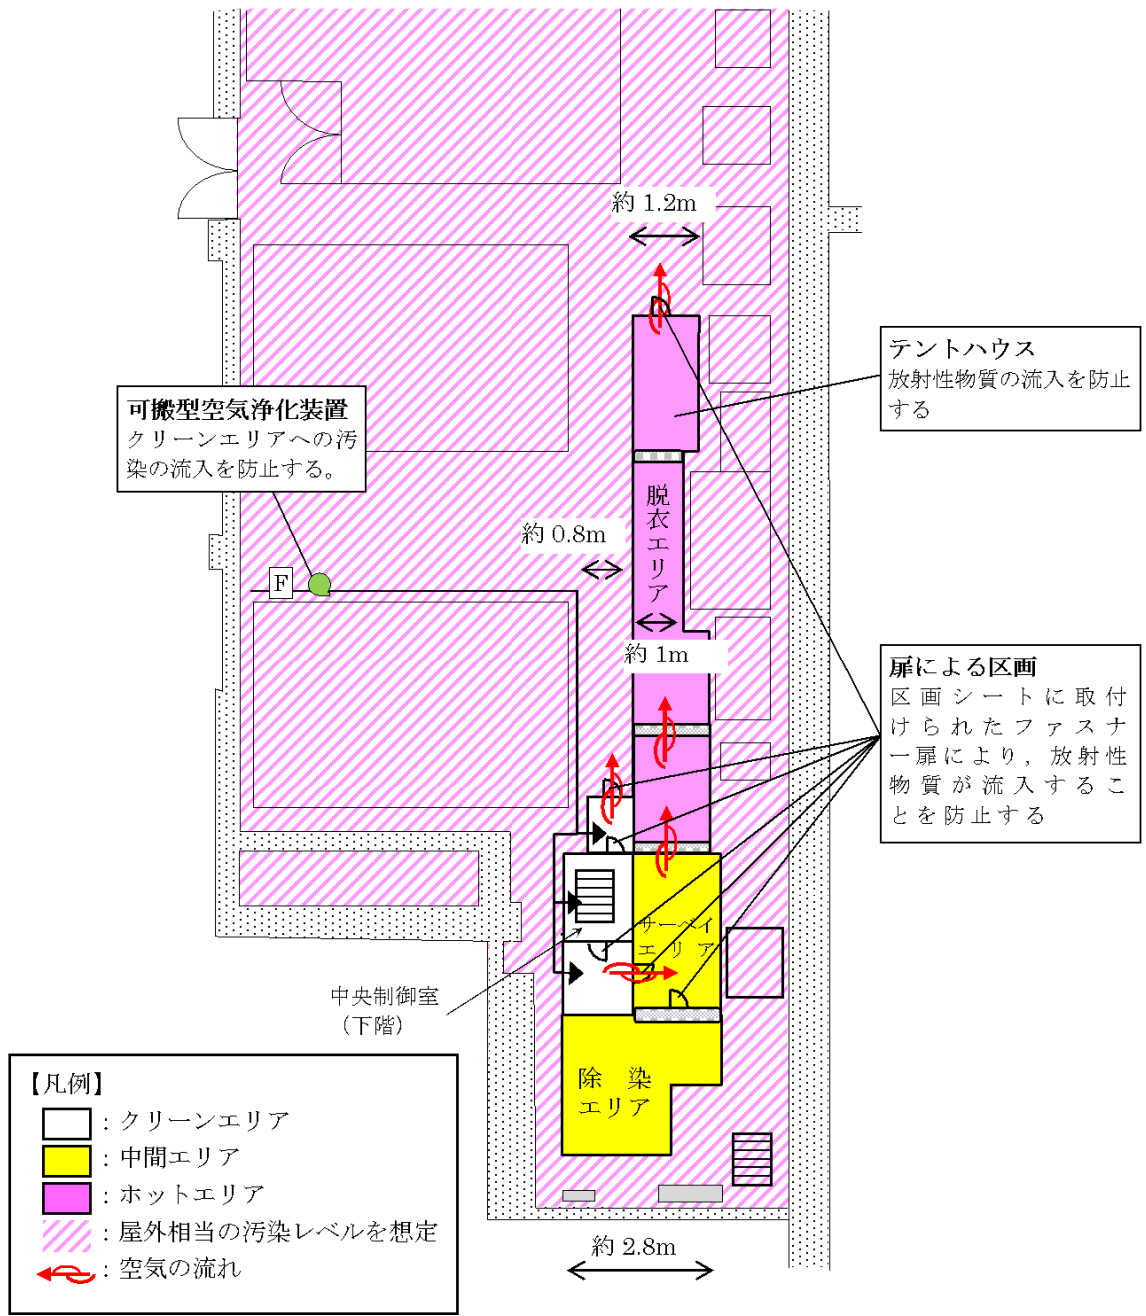 約 1.2m
テントハウス
放射性物質の流入を防止
する
可搬型空気浄化装置
クリーンエリアへの汚
染の流入を防止する。
脱衣エリア
約 0.8m
F
約 1m
扉による区画
区画シートに取付
けられたファスナ
ー扉により，放射性
物質が流入するこ
とを防止する
サーベイ
エリア
中央制御室
（下階）
除染
エリア
【凡例】
：クリーンエリア
：中間エリア
：ホットエリア
：屋外相当の汚染レベルを想定
：空気の流れ
約 2.8m